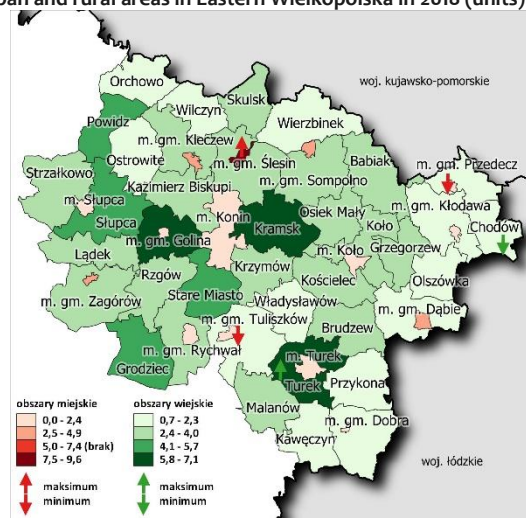 ban and rural areas in Eastern Wielkopolska in 2018 (units)
Orchowo
woj. kujawsko-pomorskie
Skulsk
Wilczyn
Wierzbinek
Powidz
m. gm. Kleczew
Ostrowite
m. gm. Ślesin
Babiak
m. gm. Przedecz
Strzałkowo
Kazimierz Biskupi
m. gm. Sompolno
m. Słupca
m. gm. Kłodawa
m. Konin
Osiek Mały
Słupca
Kramsk
Koło
Chodów
m. gm. Golina
m. Koło
Grzegorzew
Lądek
Krzymów
Rzgów
Kościelec
Olszówka
m. gm. Zagórów
Stare Miasto
Władysławów
m. gm. Dąbie
m. gm. Tuliszków
Brudzew
m. gm. Rychwał
m. Turek
Grodziec
Turek
Przykona
Malanów
m. gm. Dobra
Kawęczyn
woj. łódzkie
obszary miejskie
0,0 - 2,4
2,5 - 4,9
5,0 - 7,4 (brak)
7,5 - 9,6
maksimum
minimum
obszary wiejskie
0,7 - 2,3
2,4 - 4,0
4,1 - 5,7
5,8 - 7,1
maksimum
minimum